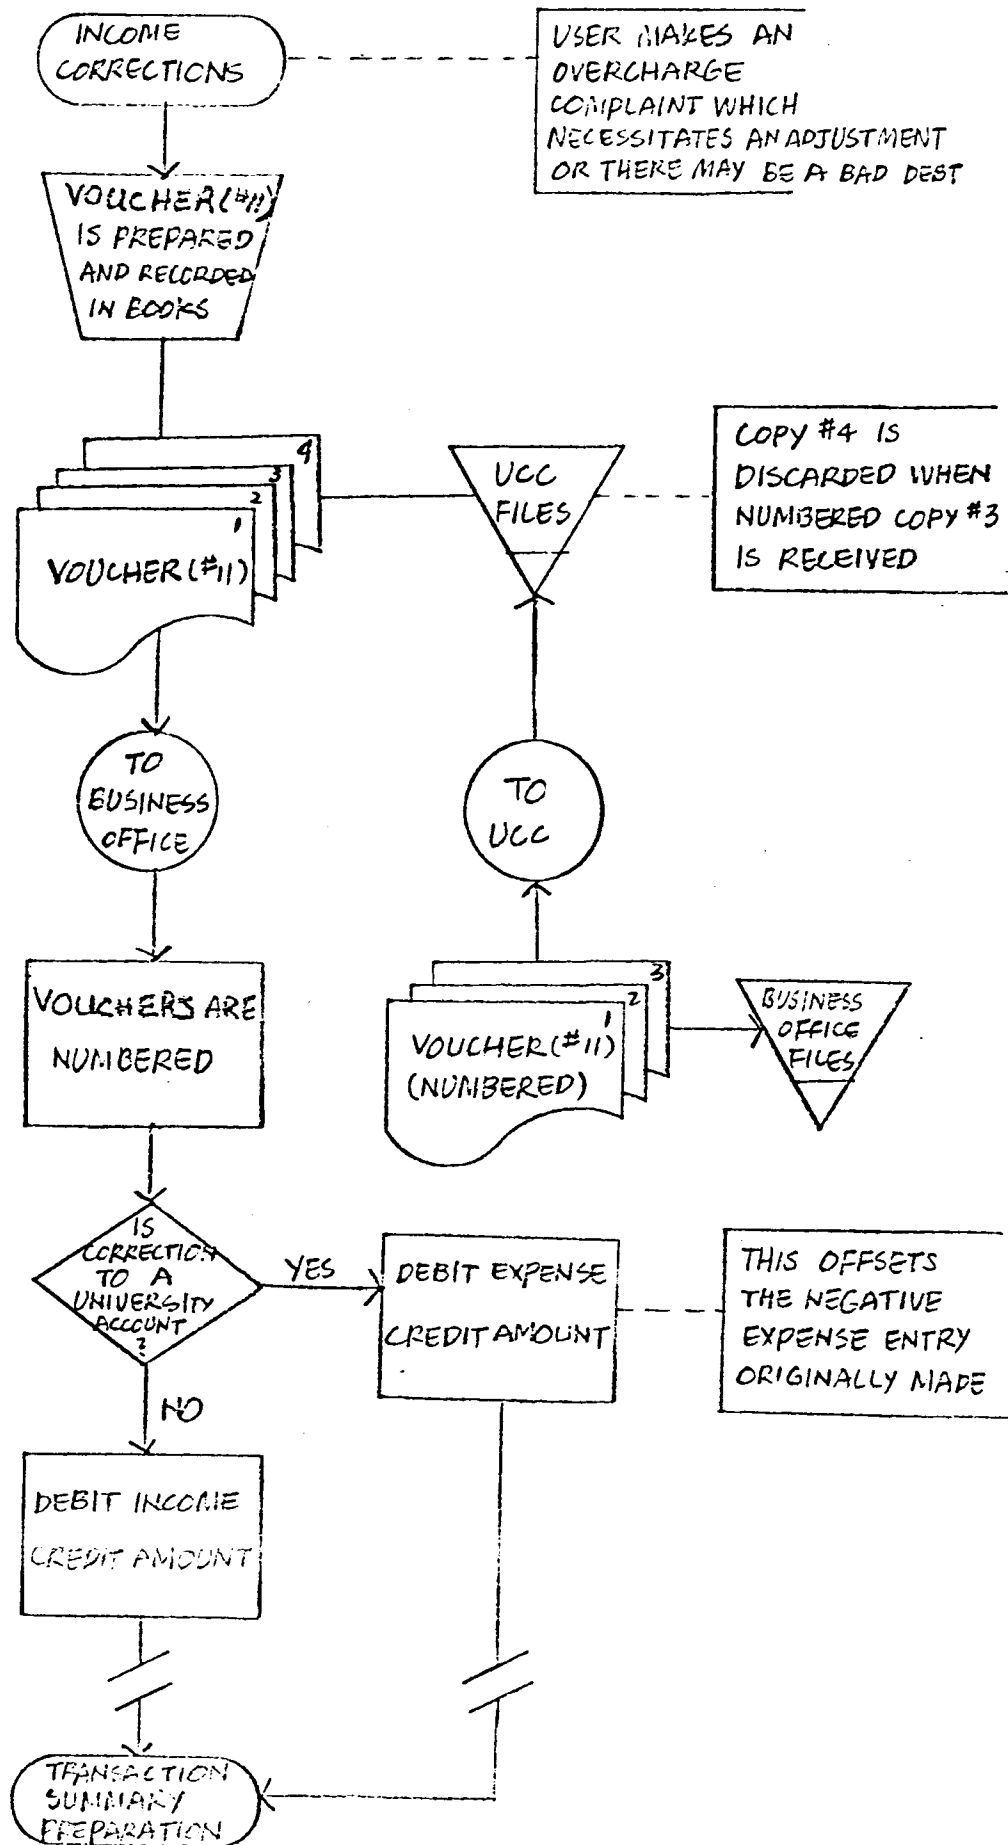 INCOME
CORRECTIONS
USER MAKES AN
OVERCHARGE
COMPLAINT WHICH
NECESSITATES AN ADJUSTMENT
OR THERE MAY BE A BAD DEBT
VOUCHER(#11)
IS PREPARED
AND RECORDED
IN BOOKS
4
3
2
1
VOUCHER(#11)
UCC
FILES
COPY #4 IS
DISCARDED WHEN
NUMBERED COPY #3
IS RECEIVED
TO
BUSINESS
OFFICE
TO
UCC
VOUCHERS ARE
NUMBERED
3
2
1
VOUCHER(#11)
(NUMBERED)
BUSINESS
OFFICE
FILES
IS
CORRECTION
TO A
UNIVERSITY
ACCOUNT
?
YES
NO
DEBIT EXPENSE
CREDIT AMOUNT
THIS OFFSETS
THE NEGATIVE
EXPENSE ENTRY
ORIGINALLY MADE
DEBIT INCOME
CREDIT AMOUNT
TRANSACTION
SUMMARY
PREPARATION